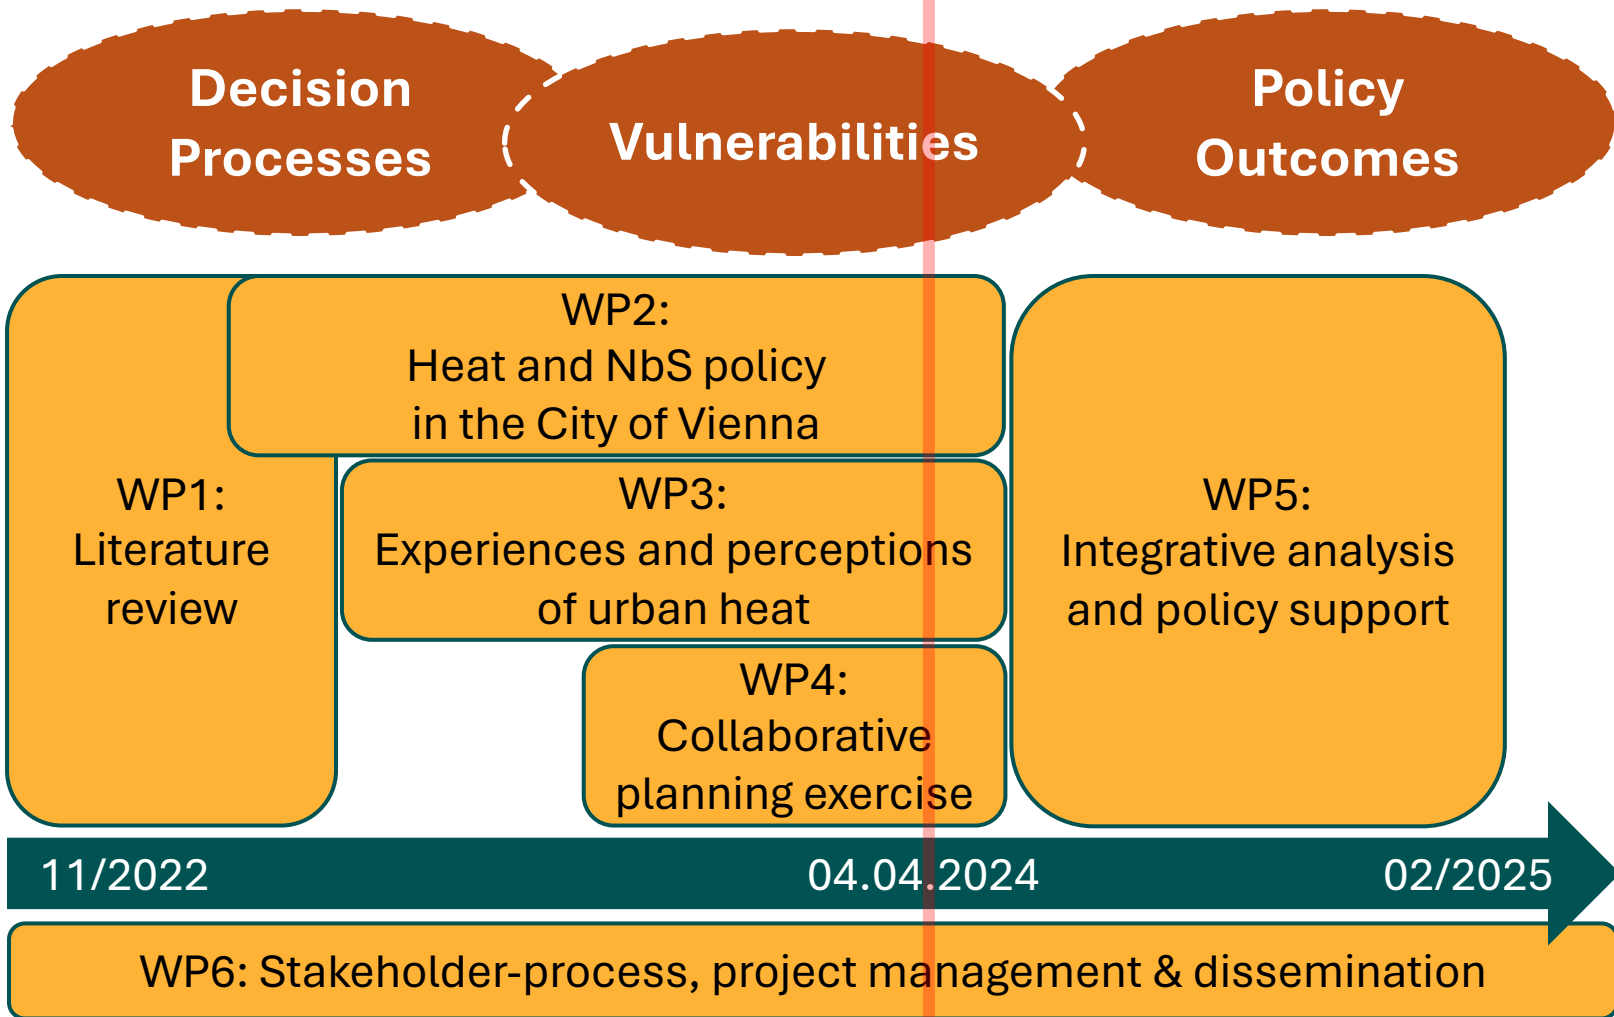 Decision
Processes
Vulnerabilities
Policy
Outcomes
WP1:
Literature
review
WP2:
Heat and NbS policy
in the City of Vienna
WP3:
Experiences and perceptions
of urban heat
WP4:
Collaborative
planning exercise
WP5:
Integrative analysis
and policy support
11/2022
04.04.2024
02/2025
WP6: Stakeholder-process, project management & dissemination